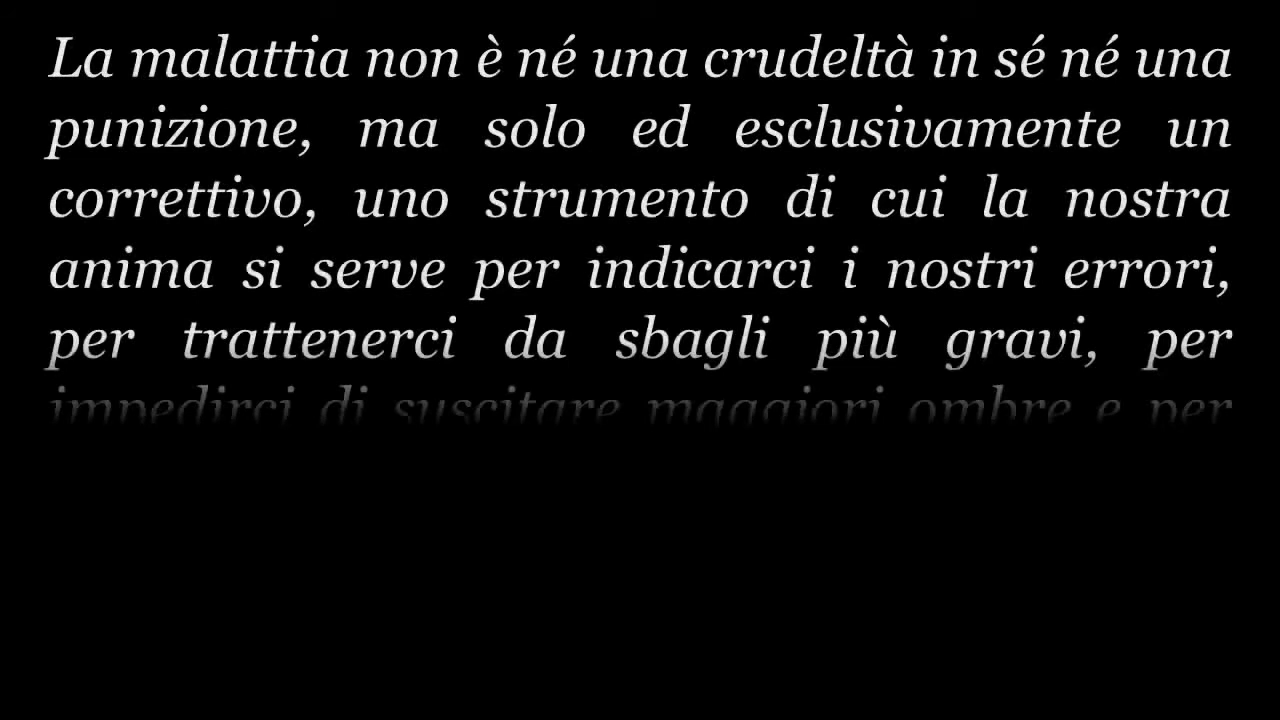 La malattia non è né una crudeltà in sé né una
punizione, ma solo ed esclusivamente un
correttivo, uno strumento di cui la nostra
anima si serve per indicarci i nostri errori,
per trattenerci da sbagli più gravi, per
impedirci di suscitare maggiori ombre e per